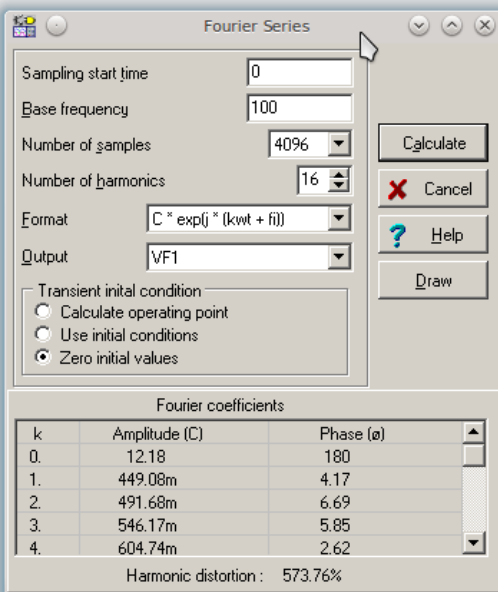 Fourier Series
Sampling start time 0
Base frequency 100
Number of samples 4096
Number of harmonics 16
Format C * exp(j * (kwt + fi))
Output VF1
Transient inital condition
Calculate operating point
Use initial conditions
Zero initial values
Calculate
Cancel
? Help
Draw
Fourier coefficients
k Amplitude (C) Phase (ø)
0. 12.18 180
1. 449.08m 4.17
2. 491.68m 6.69
3. 546.17m 5.85
4. 604.74m 2.62
Harmonic distortion : 573.76%